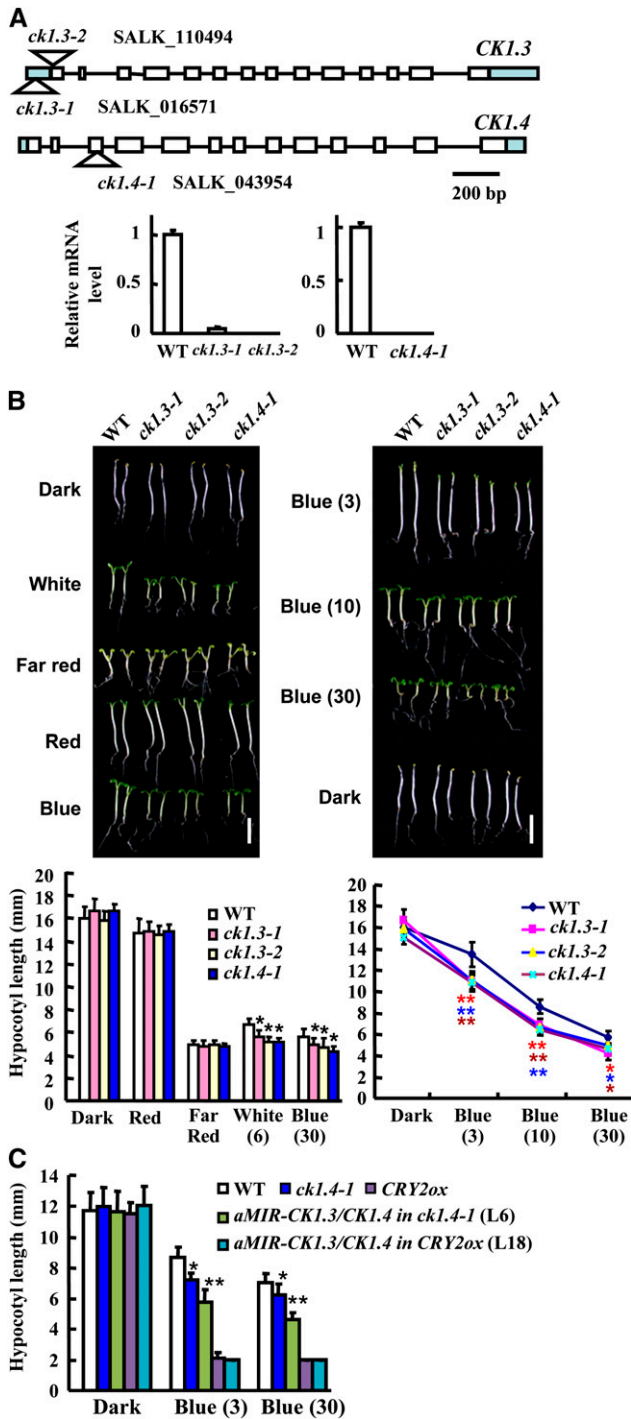 A
ck1.3-2 SALK_110494
CK1.3
ck1.3-1 SALK_016571
CK1.4
ck1.4-1 SALK_043954
200 bp
Relative mRNA level
1
0.5
0
WT ck1.3-1 ck1.3-2
1
0.5
0
WT ck1.4-1
B
WT ck1.3-1 ck1.3-2 ck1.4-1
Dark
White
Far red
Red
Blue
WT ck1.3-1 ck1.3-2 ck1.4-1
Blue (3)
Blue (10)
Blue (30)
Dark
Hypocotyl length (mm)
20
18
16
14
12
10
8
6
4
2
0
WT
ck1.3-1
ck1.3-2
ck1.4-1
* ** ** *
Dark Red Far Red White (6) Blue (30)
20
18
16
14
12
10
8
6
4
2
0
WT
ck1.3-1
ck1.3-2
ck1.4-1
** ** *
** ** *
** ** *
Dark Blue (3) Blue (10) Blue (30)
C
Hypocotyl length (mm)
14
12
10
8
6
4
2
0
WT ck1.4-1 CRY2ox
aMIR-CK1.3/CK1.4 in ck1.4-1 (L6)
aMIR-CK1.3/CK1.4 in CRY2ox (L18)
* ** * **
Dark Blue (3) Blue (30)